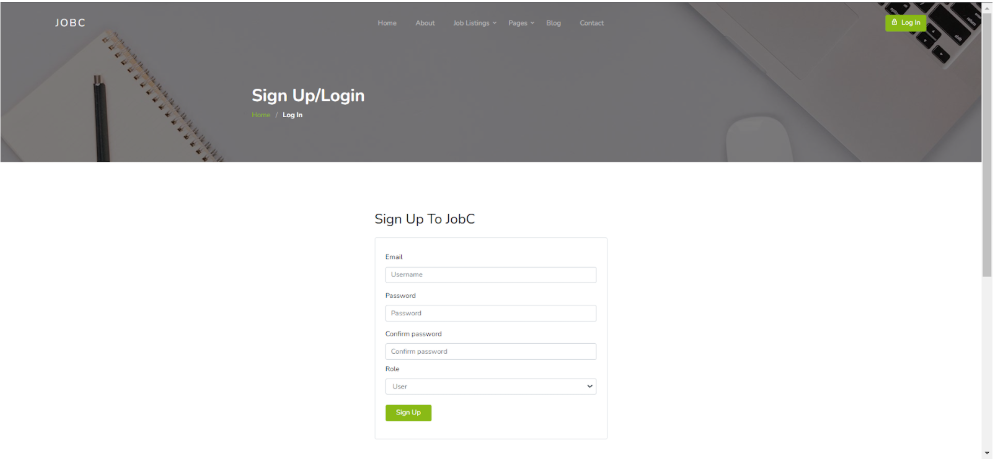 JOBC
Home About Job Listings Pages Blog Contact
Log In
Sign Up/Login
Home / Log In
Sign Up To JobC
Email
Username
Password
Password
Confirm password
Confirm password
Role
User
Sign Up